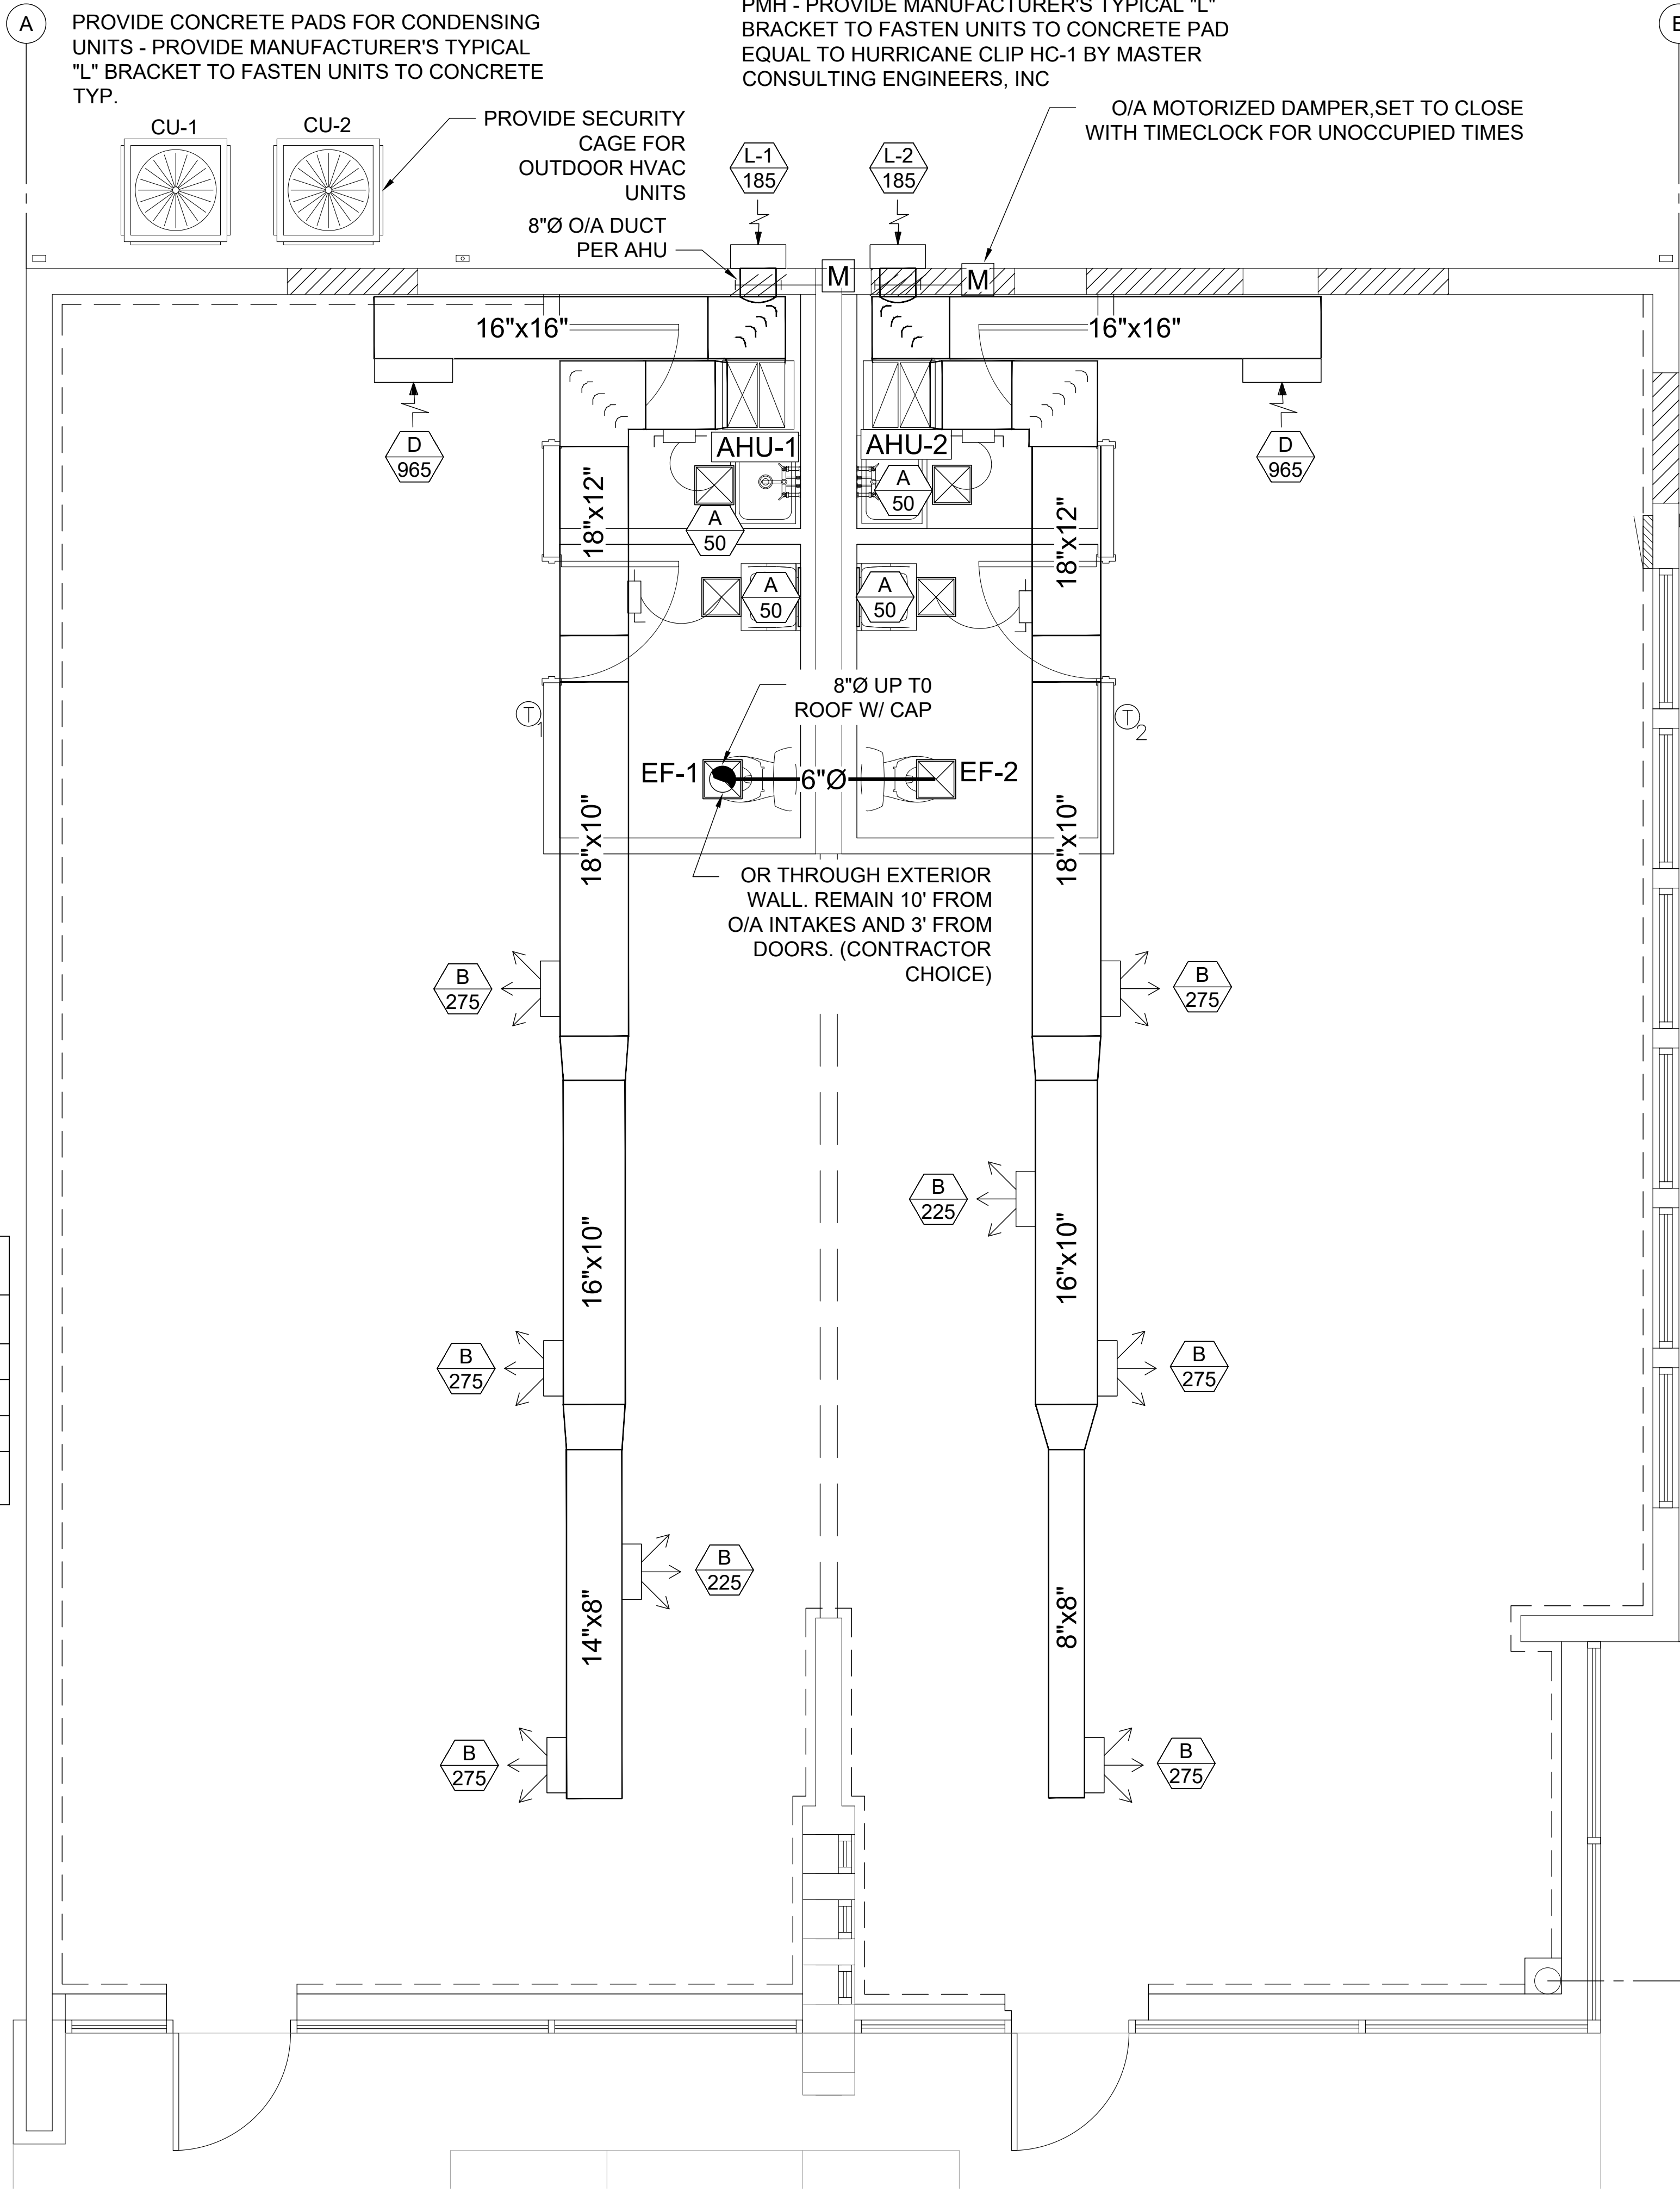 A
PROVIDE CONCRETE PADS FOR CONDENSING
UNITS - PROVIDE MANUFACTURER'S TYPICAL
"L" BRACKET TO FASTEN UNITS TO CONCRETE
TYP.
PMH - PROVIDE MANUFACTURER'S TYPICAL "L"
BRACKET TO FASTEN UNITS TO CONCRETE PAD
EQUAL TO HURRICANE CLIP HC-1 BY MASTER
CONSULTING ENGINEERS, INC
CU-1
CU-2
PROVIDE SECURITY
CAGE FOR
OUTDOOR HVAC
UNITS
8"Ø O/A DUCT
PER AHU
L-1
185
L-2
185
O/A MOTORIZED DAMPER,SET TO CLOSE
WITH TIMECLOCK FOR UNOCCUPIED TIMES
M
M
16"x16"
16"x16"
D
965
D
965
AHU-1
AHU-2
18"x12"
18"x12"
A
50
A
50
A
50
A
50
8"Ø UP T0
ROOF W/ CAP
T
1
T
2
EF-1
6"Ø
EF-2
18"x10"
18"x10"
OR THROUGH EXTERIOR
WALL. REMAIN 10' FROM
O/A INTAKES AND 3' FROM
DOORS. (CONTRACTOR
CHOICE)
B
275
B
275
B
225
16"x10"
16"x10"
B
275
B
275
B
225
14"x8"
8"x8"
B
275
B
275